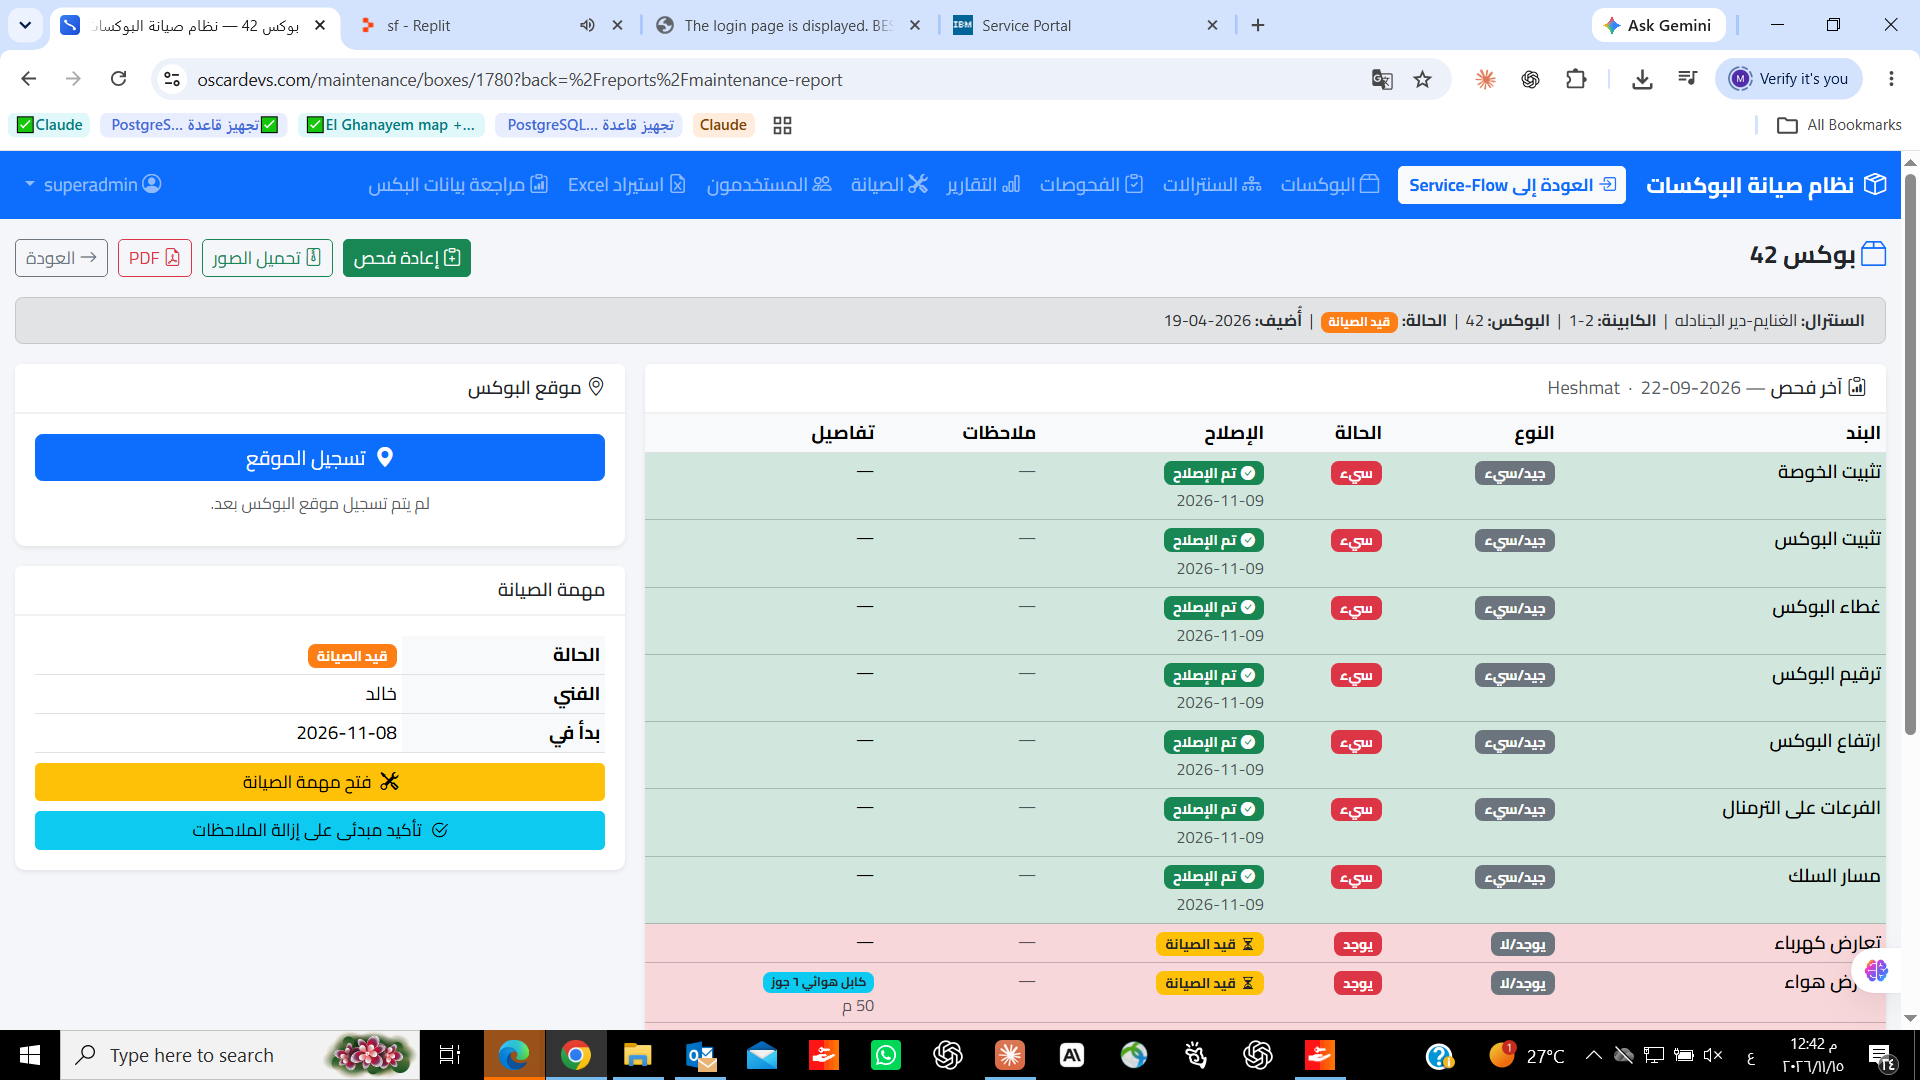 بوكس 42 — نظام صيانة البوكسات
sf - Replit
The login page is displayed. BES
Service Portal
Ask Gemini
oscardevs.com/maintenance/boxes/1780?back=%2Freports%2Fmaintenance-report
Verify it's you
Claude
PostgreS... تجهيز قاعدة
El Ghanayem map +...
PostgreSQL... تجهيز قاعدة
Claude
All Bookmarks
نظام صيانة البوكسات
العودة إلى Service-Flow
البوكسات
السنترالات
الفحوصات
التقارير
الصيانة
المستخدمون
استيراد Excel
مراجعة بيانات البكس
superadmin
بوكس 42
إعادة فحص
تحميل الصور
PDF
العودة
السنترال: الغنايم-دير الجنادله | الكابينة: 2-1 | البوكس: 42 | الحالة: قيد الصيانة | أُضيف: 2026-04-19
آخر فحص — 2026-09-22 · Heshmat
البند النوع الحالة الإصلاح ملاحظات تفاصيل
تثبيت الخوصة جيد/سيء سيء تم الإصلاح — —
2026-11-09
تثبيت البوكس جيد/سيء سيء تم الإصلاح — —
2026-11-09
غطاء البوكس جيد/سيء سيء تم الإصلاح — —
2026-11-09
ترقيم البوكس جيد/سيء سيء تم الإصلاح — —
2026-11-09
ارتفاع البوكس جيد/سيء سيء تم الإصلاح — —
2026-11-09
الفرعات على الترمنال جيد/سيء سيء تم الإصلاح — —
2026-11-09
مسار السلك جيد/سيء سيء تم الإصلاح — —
2026-11-09
تعارض كهرباء يوجد/لا يوجد قيد الصيانة — —
رض هواء يوجد/لا يوجد قيد الصيانة — كابل هوائي ٦ جوز
50 م
موقع البوكس
تسجيل الموقع
لم يتم تسجيل موقع البوكس بعد.
مهمة الصيانة
الحالة قيد الصيانة
الفني خالد
بدأ في 2026-11-08
فتح مهمة الصيانة
تأكيد مبدئى على إزالة الملاحظات
Type here to search
1
27°C
ع
12:42 م
٢٠٢٦/١١/١٥
٢٤